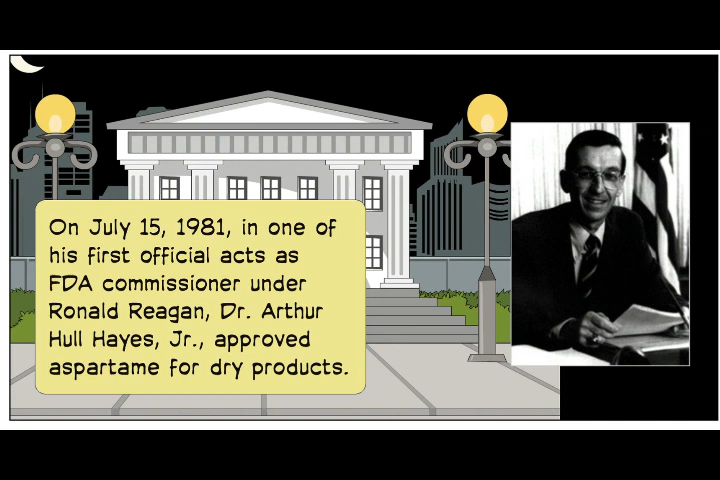 On July 15, 1981, in one of
his first official acts as
FDA commissioner under
Ronald Reagan, Dr. Arthur
Hull Hayes, Jr., approved
aspartame for dry products.